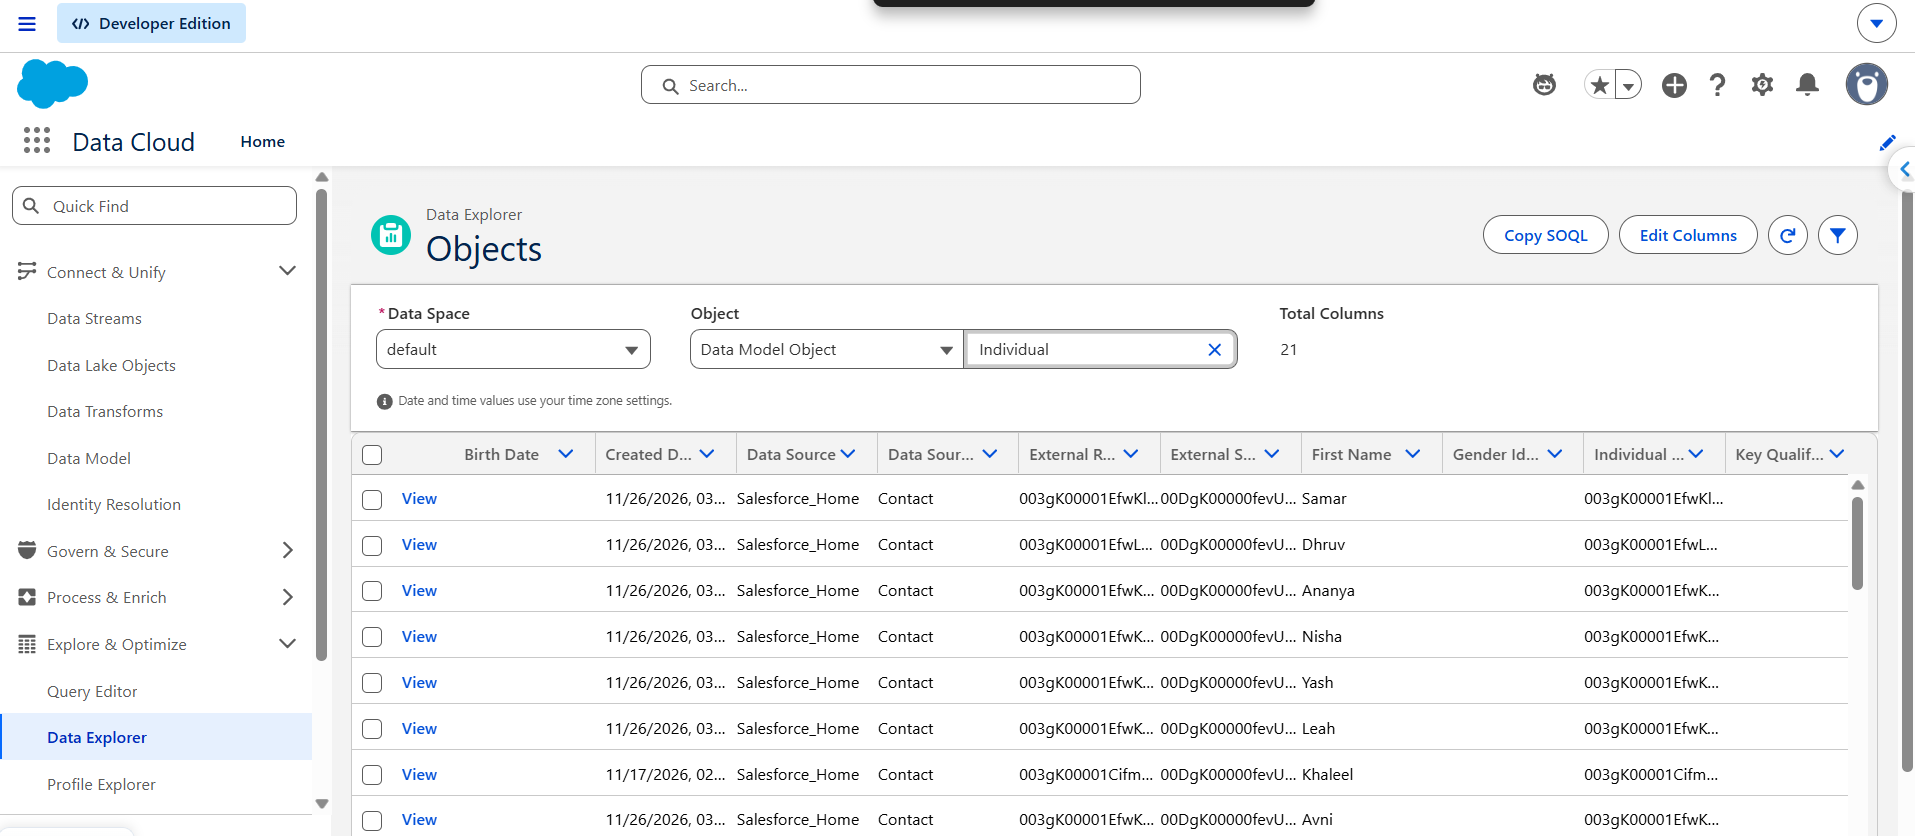 Developer Edition
Search...
Data Cloud
Home
Quick Find
Connect & Unify
Data Streams
Data Lake Objects
Data Transforms
Data Model
Identity Resolution
Govern & Secure
Process & Enrich
Explore & Optimize
Query Editor
Data Explorer
Profile Explorer
Data Explorer
Objects
Copy SOQL
Edit Columns
* Data Space
Object
Total Columns
default
Data Model Object
Individual
21
Date and time values use your time zone settings.
Birth Date Created D... Data Source Data Sour... External R... External S... First Name Gender Id... Individual ... Key Qualif...
View 11/26/2026, 03... Salesforce_Home Contact 003gK00001EfwKl... 00DgK00000fevU... Samar 003gK00001EfwKl...
View 11/26/2026, 03... Salesforce_Home Contact 003gK00001EfwL... 00DgK00000fevU... Dhruv 003gK00001EfwL...
View 11/26/2026, 03... Salesforce_Home Contact 003gK00001EfwK... 00DgK00000fevU... Ananya 003gK00001EfwK...
View 11/26/2026, 03... Salesforce_Home Contact 003gK00001EfwK... 00DgK00000fevU... Nisha 003gK00001EfwK...
View 11/26/2026, 03... Salesforce_Home Contact 003gK00001EfwK... 00DgK00000fevU... Yash 003gK00001EfwK...
View 11/26/2026, 03... Salesforce_Home Contact 003gK00001EfwK... 00DgK00000fevU... Leah 003gK00001EfwK...
View 11/17/2026, 02... Salesforce_Home Contact 003gK00001Cifm... 00DgK00000fevU... Khaleel 003gK00001Cifm...
View 11/26/2026, 03... Salesforce_Home Contact 003gK00001EfwK... 00DgK00000fevU... Avni 003gK00001EfwK...